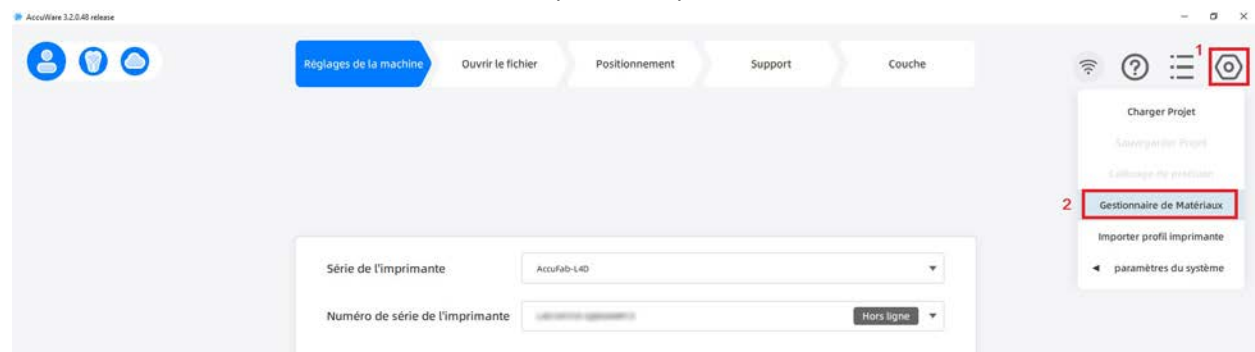 AccuWare 3.2.0.48 release
Réglages de la machine
Ouvrir le fichier
Positionnement
Support
Couche
1
Charger Projet
Sauvegarder Projet
2
Gestionnaire de Matériaux
Importer profil imprimante
paramètres du système
Série de l'imprimante
AccuFab-L4D
Numéro de série de l'imprimante
Hors ligne